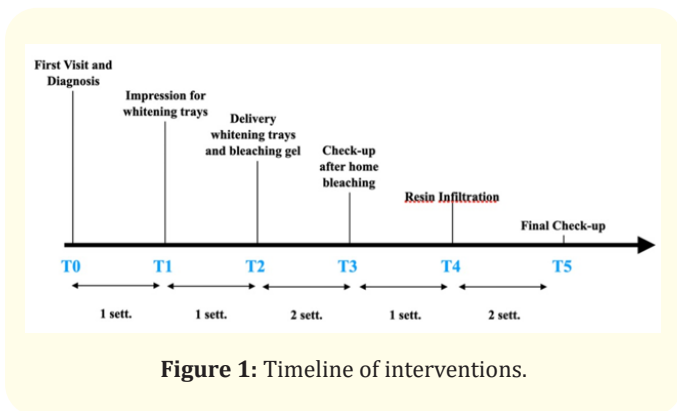 First Visit and
Diagnosis
Impression for
whitening trays
Delivery
whitening trays
and bleaching gel
Check-up
after home
bleaching
Resin Infiltration
Final Check-up
T0 T1 T2 T3 T4 T5
1 sett. 1 sett. 2 sett. 1 sett. 2 sett.
Figure 1: Timeline of interventions.